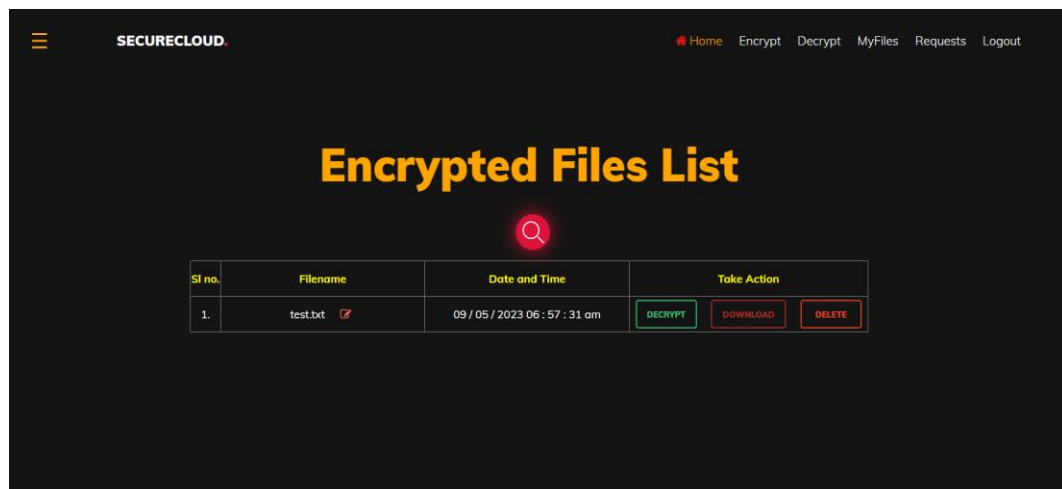 SECURECLOUD.
Home Encrypt Decrypt MyFiles Requests Logout
Encrypted Files List
Sl no. Filename Date and Time Take Action
1. test.txt 09 / 05 / 2023 06 : 57 : 31 am DECRYPT DOWNLOAD DELETE